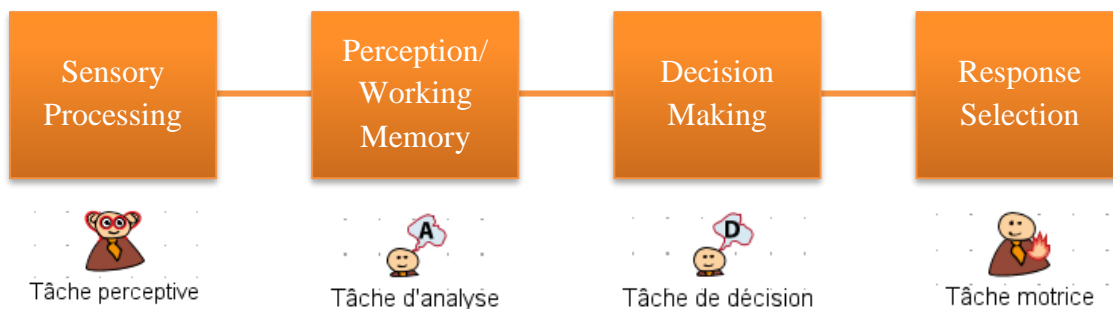 Sensory
Processing
Perception/
Working
Memory
Decision
Making
Response
Selection
A
D
Tâche perceptive
Tâche d'analyse
Tâche de décision
Tâche motrice